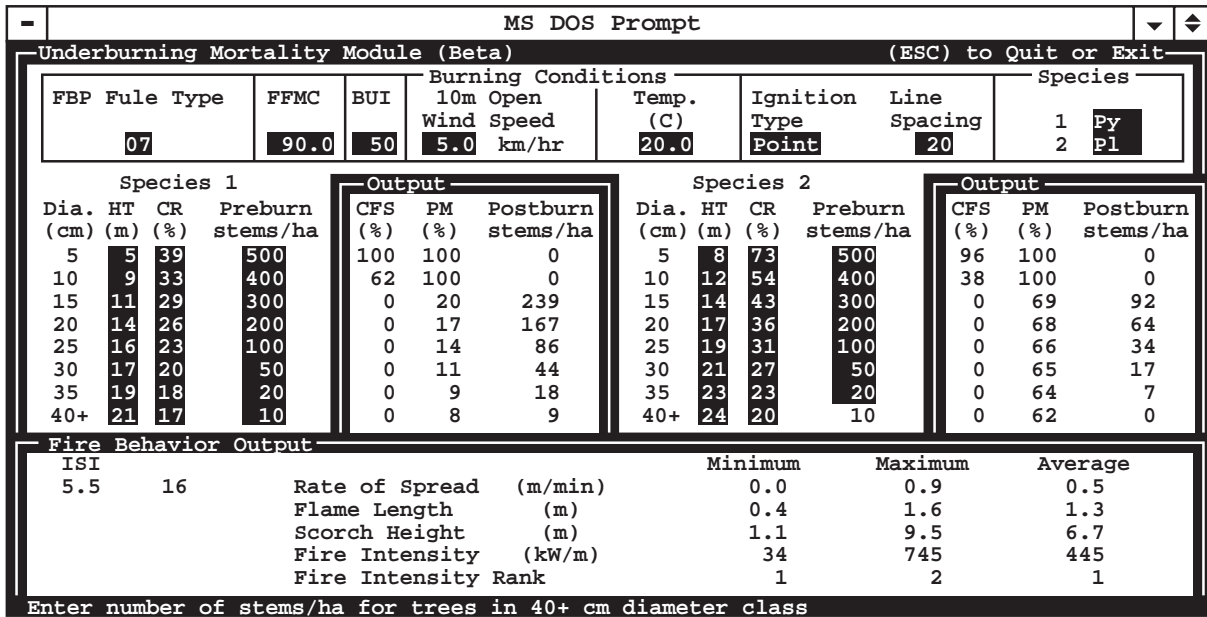 MS DOS Prompt
Underburning Mortality Module (Beta) (ESC) to Quit or Exit
Burning Conditions Species
FBP Fule Type FFMC BUI 10m Open Temp. Ignition Line
Wind Speed (C) Type Spacing 1 Py
07 90.0 50 5.0 km/hr 20.0 Point 20 2 Pl
Species 1 Output Species 2 Output
Dia. HT CR Preburn CFS PM Postburn Dia. HT CR Preburn CFS PM Postburn
(cm) (m) (%) stems/ha (%) (%) stems/ha (cm) (m) (%) stems/ha (%) (%) stems/ha
5 5 39 500 100 100 0 5 8 73 500 96 100 0
10 9 33 400 62 100 0 10 12 54 400 38 100 0
15 11 29 300 0 20 239 15 14 43 300 0 69 92
20 14 26 200 0 17 167 20 17 36 200 0 68 64
25 16 23 100 0 14 86 25 19 31 100 0 66 34
30 17 20 50 0 11 44 30 21 27 50 0 65 17
35 19 18 20 0 9 18 35 23 23 20 0 64 7
40+ 21 17 10 0 8 9 40+ 24 20 10 0 62 0
Fire Behavior Output
ISI Minimum Maximum Average
5.5 16 Rate of Spread (m/min) 0.0 0.9 0.5
Flame Length (m) 0.4 1.6 1.3
Scorch Height (m) 1.1 9.5 6.7
Fire Intensity (kW/m) 34 745 445
Fire Intensity Rank 1 2 1
Enter number of stems/ha for trees in 40+ cm diameter class